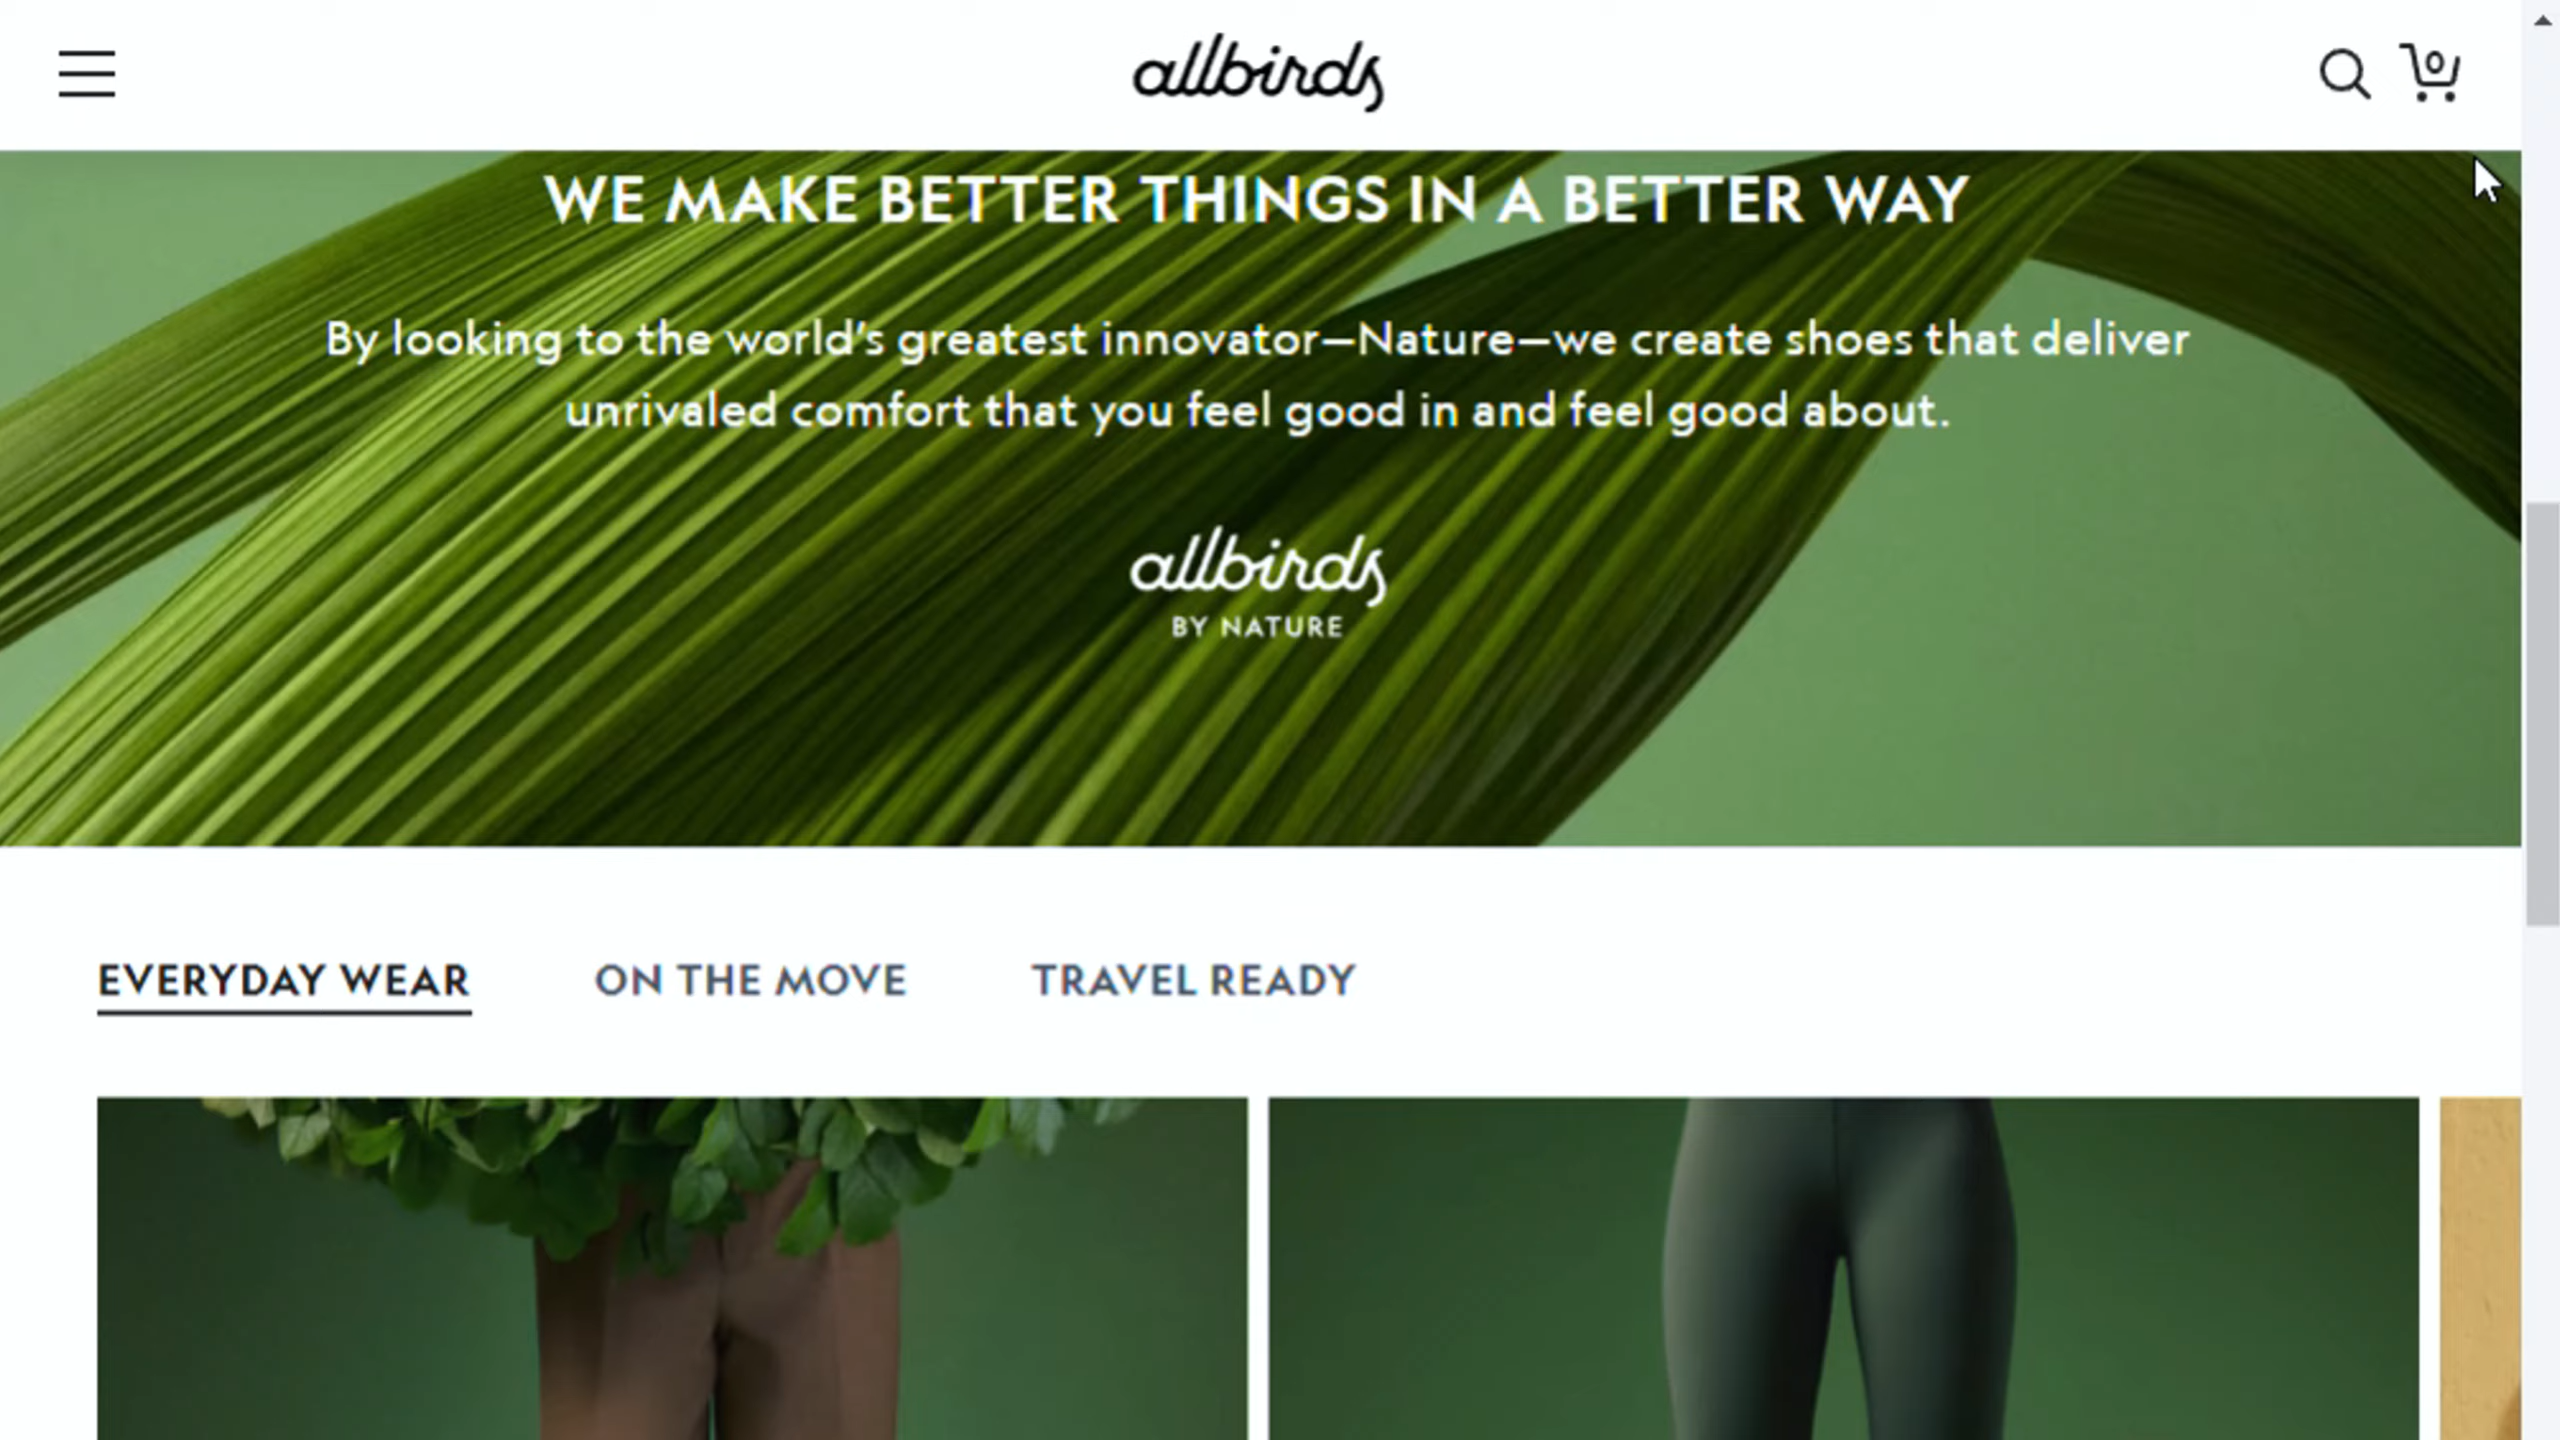 allbirds
0
WE MAKE BETTER THINGS IN A BETTER WAY
By looking to the world's greatest innovator—Nature—we create shoes that deliver
unrivaled comfort that you feel good in and feel good about.
allbirds
BY NATURE
EVERYDAY WEAR
ON THE MOVE
TRAVEL READY